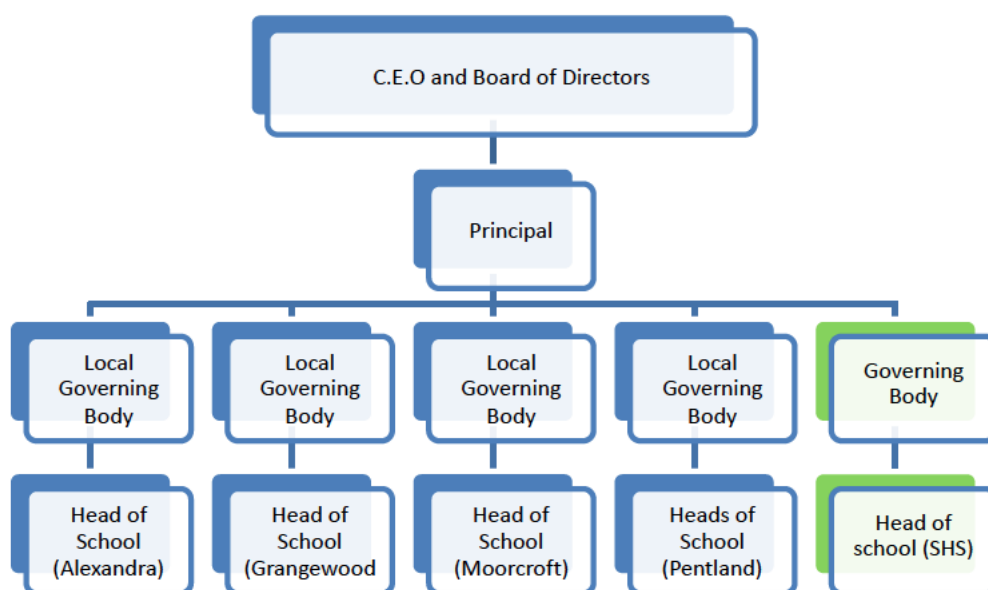 C.E.O and Board of Directors
Principal
Local
Governing
Body
Local
Governing
Body
Local
Governing
Body
Local
Governing
Body
Governing
Body
Head of
School
(Alexandra)
Head of
School
(Grangewood
Head of
School
(Moorcroft)
Heads of
School
(Pentland)
Head of
school (SHS)